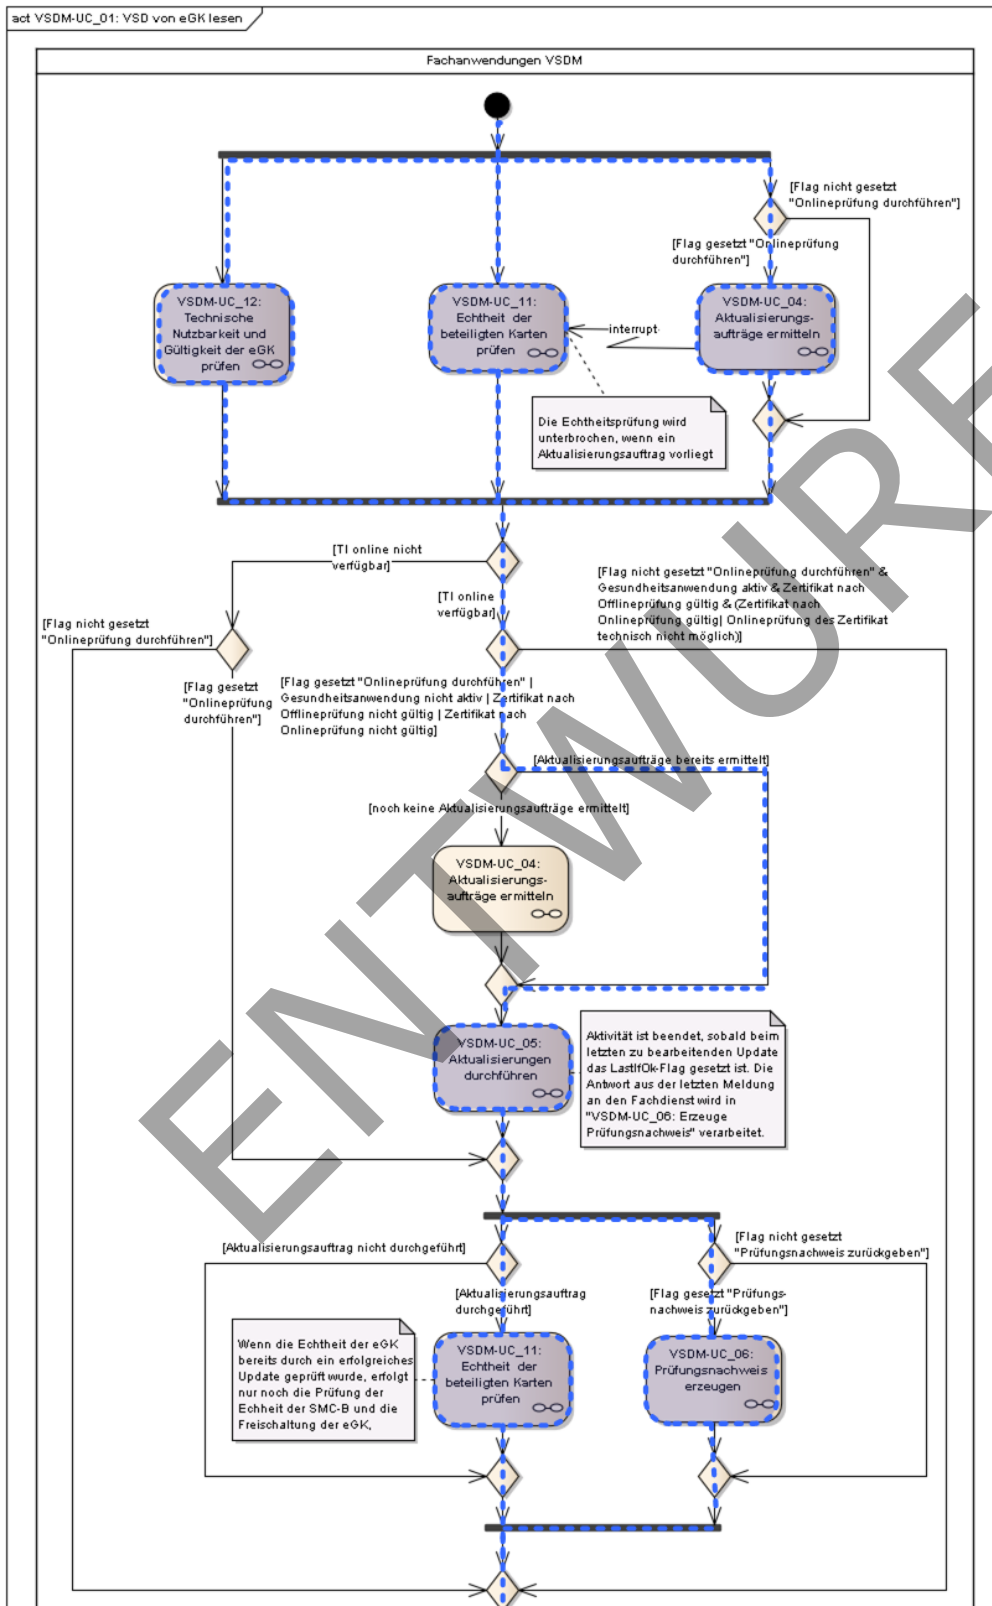 act VSDM-UC_01: VSD von eGK lesen
Fachanwendungen VSDM
[Flag nicht gesetzt
"Onlineprüfung durchführen"]
[Flag gesetzt "Onlineprüfung
durchführen"]
VSDM-UC_12:
Technische
Nutzbarkeit und
Gültigkeit der eGK
prüfen
VSDM-UC_11:
Echtheit der
beteiligten Karten
prüfen
interrupt
VSDM-UC_04:
Aktualisierungs-
aufträge ermitteln
Die Echtheitsprüfung wird
unterbrochen, wenn ein
Aktualisierungsauftrag vorliegt
[TI online nicht
verfügbar]
[TI online
verfügbar]
[Flag nicht gesetzt "Onlineprüfung durchführen" &
Gesundheitsanwendung aktiv & Zertifikat nach
Offlineprüfung gültig & (Zertifikat nach
Onlineprüfung gültig| Onlineprüfung des Zertifikat
technisch nicht möglich)]
[Flag nicht gesetzt
"Onlineprüfung durchführen"]
[Flag gesetzt
"Onlineprüfung
durchführen"]
[Flag gesetzt "Onlineprüfung durchführen" |
Gesundheitsanwendung nicht aktiv | Zertifikat nach
Offlineprüfung nicht gültig | Zertifikat nach
Onlineprüfung nicht gültig]
[Aktualisierungsaufträge bereits ermittelt]
[noch keine Aktualisierungsaufträge ermittelt]
VSDM-UC_04:
Aktualisierungs-
aufträge ermitteln
VSDM-UC_05:
Aktualisierungen
durchführen
Aktivität ist beendet, sobald beim
letzten zu bearbeitenden Update
das LastIfOk-Flag gesetzt ist. Die
Antwort aus der letzten Meldung
an den Fachdienst wird in
"VSDM-UC_06: Erzeuge
Prüfungsnachweis" verarbeitet.
[Aktualisierungsauftrag nicht durchgeführt]
[Flag nicht gesetzt
"Prüfungsnachweis zurückgeben"]
[Aktualisierungsauftrag
durchgeführt]
[Flag gesetzt "Prüfungs-
nachweis zurückgeben"]
Wenn die Echtheit der eGK
bereits durch ein erfolgreiches
Update geprüft wurde, erfolgt
nur noch die Prüfung der
Echheit der SMC-B und die
Freischaltung der eGK,
VSDM-UC_11:
Echtheit der
beteiligten Karten
prüfen
VSDM-UC_06:
Prüfungsnachweis
erzeugen
ENTWURF